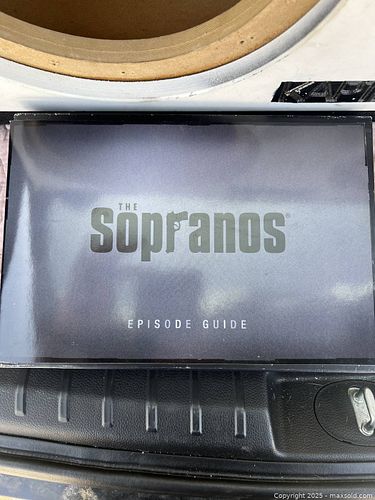 THE
Sopranos®
EPISODE GUIDE
Copyright 2025 - maxsold.com